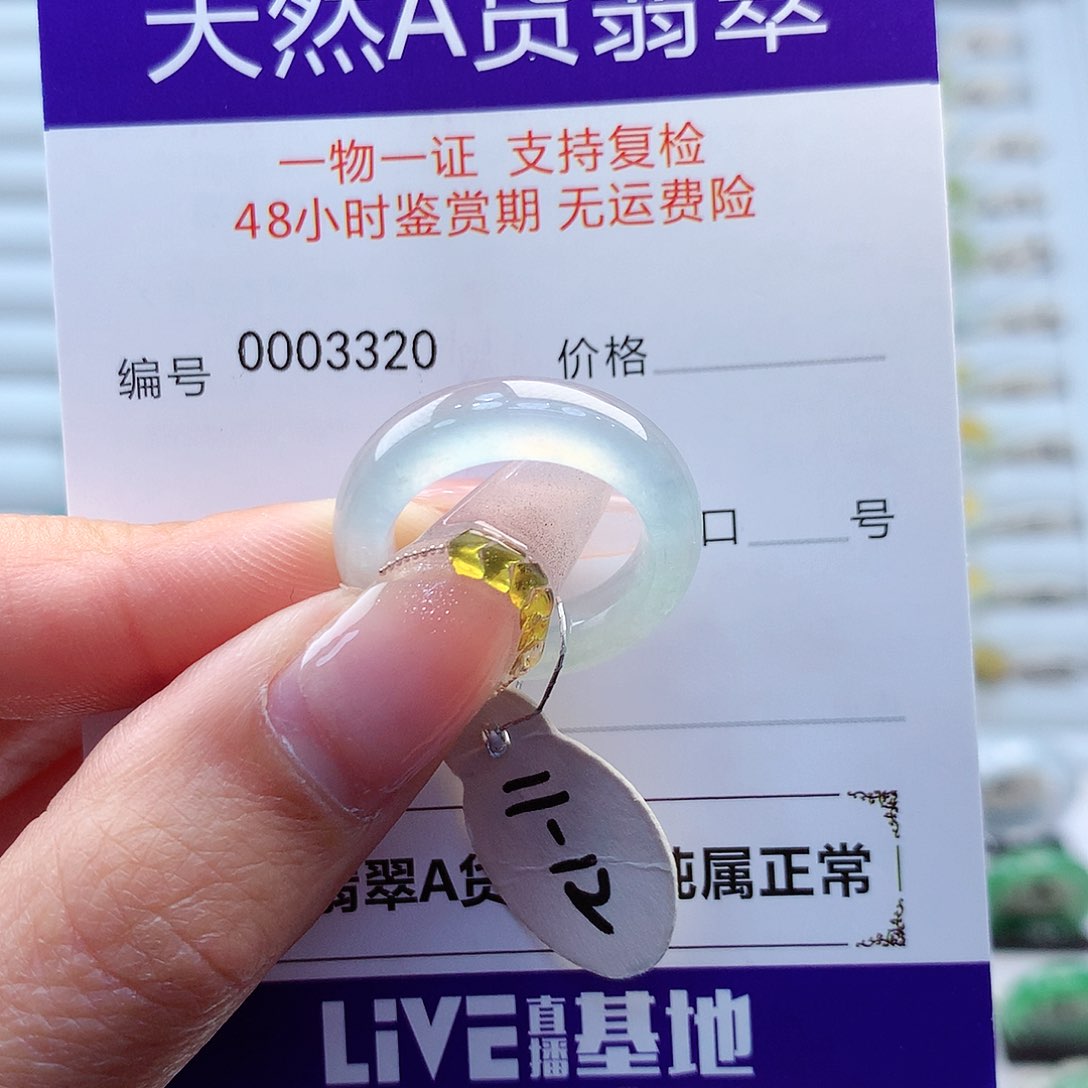 天然A货翡翠
一物一证 支持复检
48小时鉴赏期 无运费险
编号 0003320 价格
口 号
翡翠A货 纯属正常
11-12
LiVE直播基地